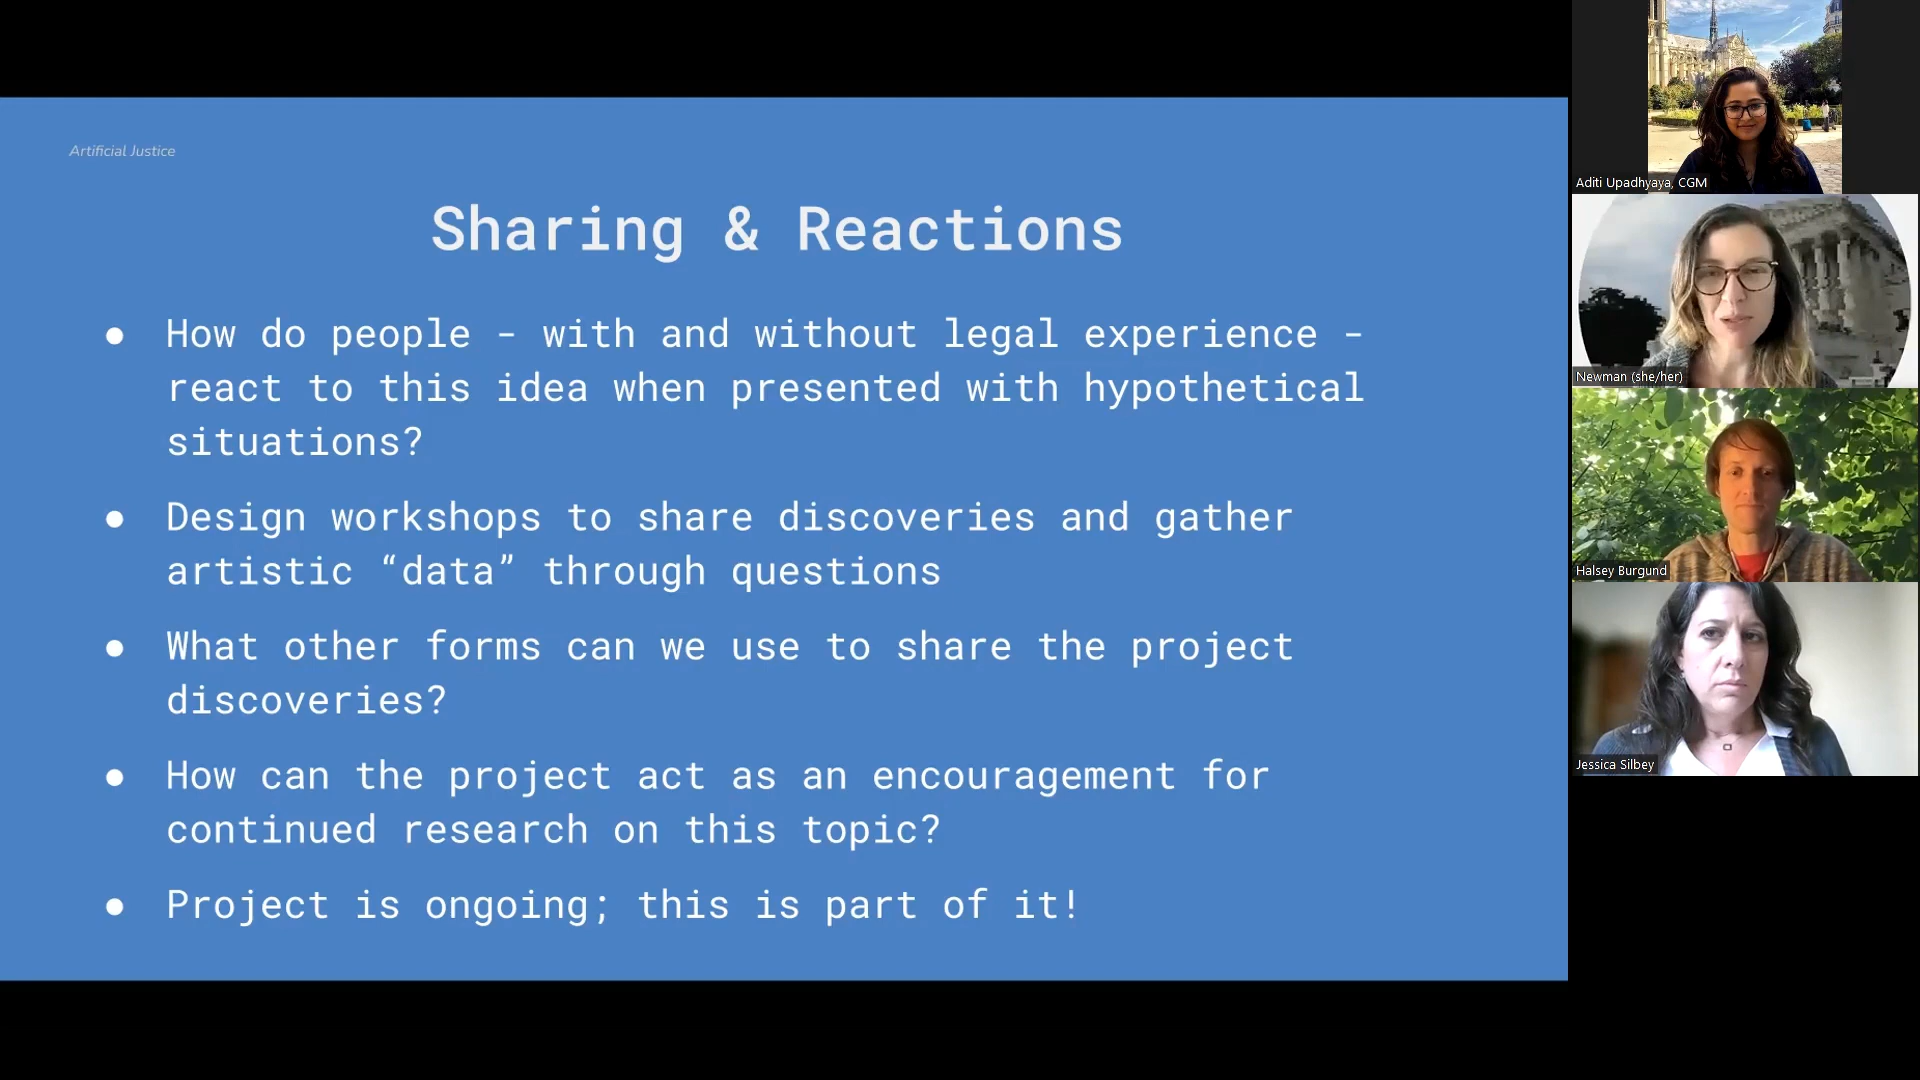 Artificial Justice
Sharing & Reactions
● How do people - with and without legal experience -
react to this idea when presented with hypothetical
situations?
● Design workshops to share discoveries and gather
artistic “data” through questions
● What other forms can we use to share the project
discoveries?
● How can the project act as an encouragement for
continued research on this topic?
● Project is ongoing; this is part of it!
Aditi Upadhyaya, CGM
Newman (she/her)
Halsey Burgund
Jessica Silbey